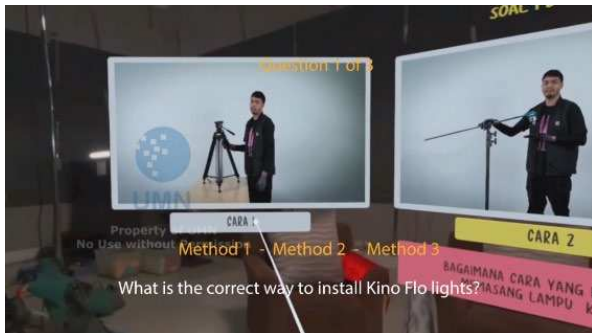 SOAL
Question 1 of 3
UMN
CARA 1
CARA 2
Property of UMN
No Use without Permission
Method 1 - Method 2 - Method 3
BAGAIMANA CARA YANG
MASANG LAMPU K
What is the correct way to install Kino Flo lights?